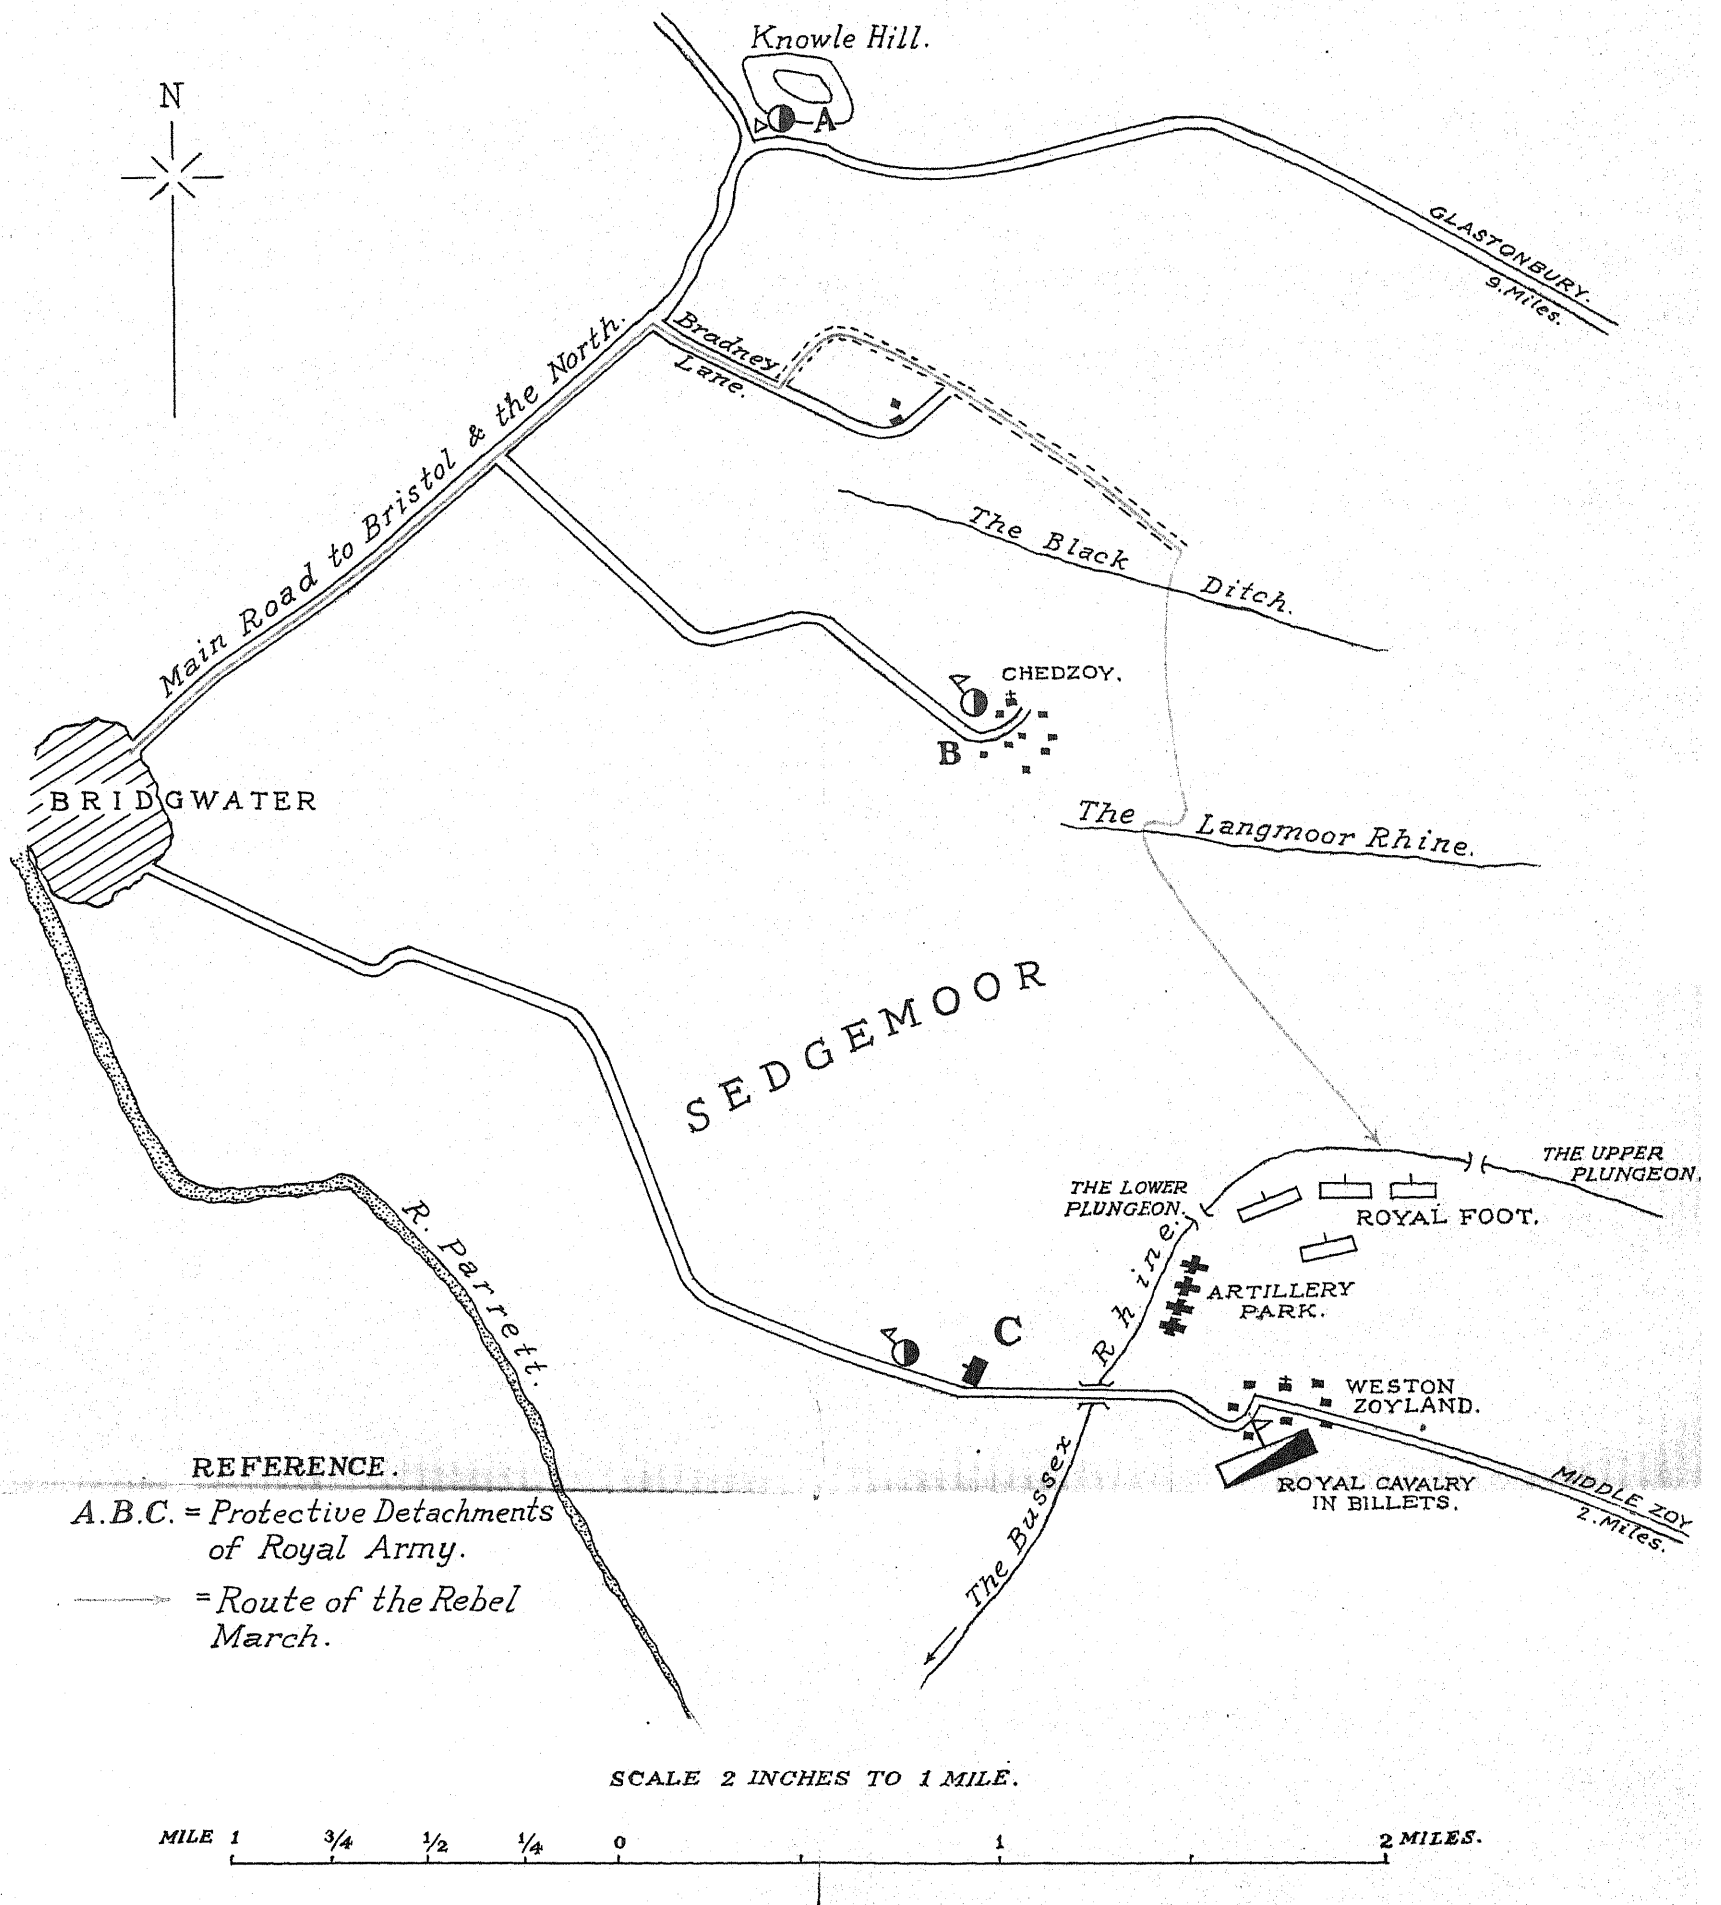 Knowle Hill.
N
A
GLASTONBURY.
9. Miles.
Bradney
Lane.
Main Road to Bristol & the North.
The Black Ditch.
CHEDZOY.
B
BRIDGWATER
The Langmoor Rhine.
SEDGEMOOR
THE UPPER
PLUNGEON.
THE LOWER
PLUNGEON.
ROYAL FOOT.
R. Parrett.
ARTILLERY
PARK.
C
The Bussex Rhine.
WESTON
ZOYLAND.
ROYAL CAVALRY
IN BILLETS.
MIDDLE ZOY
2. Miles.
REFERENCE.
A.B.C. = Protective Detachments
of Royal Army.
= Route of the Rebel
March.
SCALE 2 INCHES TO 1 MILE.
MILE 1 3/4 1/2 1/4 0 1 2 MILES.